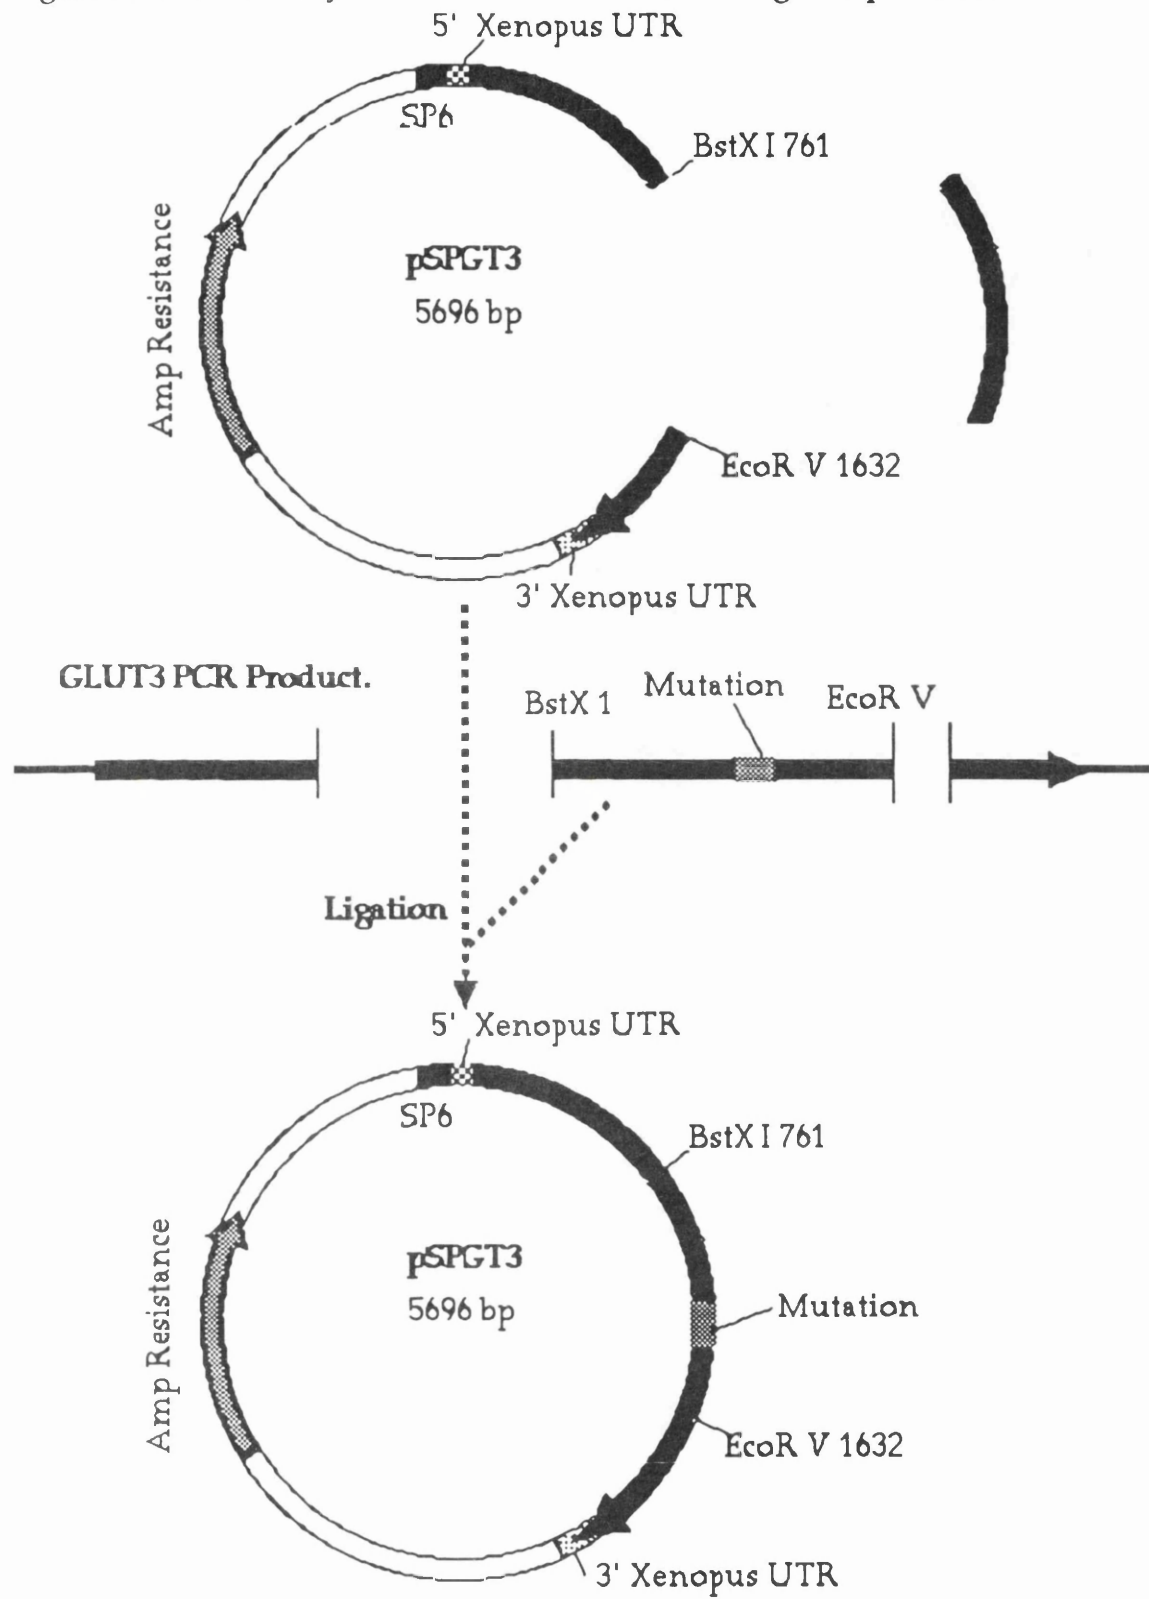 5' Xenopus UTR
SP6
BstX I 761
Amp Resistance
pSPGT3
5696 bp
EcoR V 1632
3' Xenopus UTR
GLUT3 PCR Product.
BstX 1
Mutation
EcoR V
Ligation
5' Xenopus UTR
SP6
BstX I 761
Amp Resistance
pSPGT3
5696 bp
Mutation
EcoR V 1632
3' Xenopus UTR